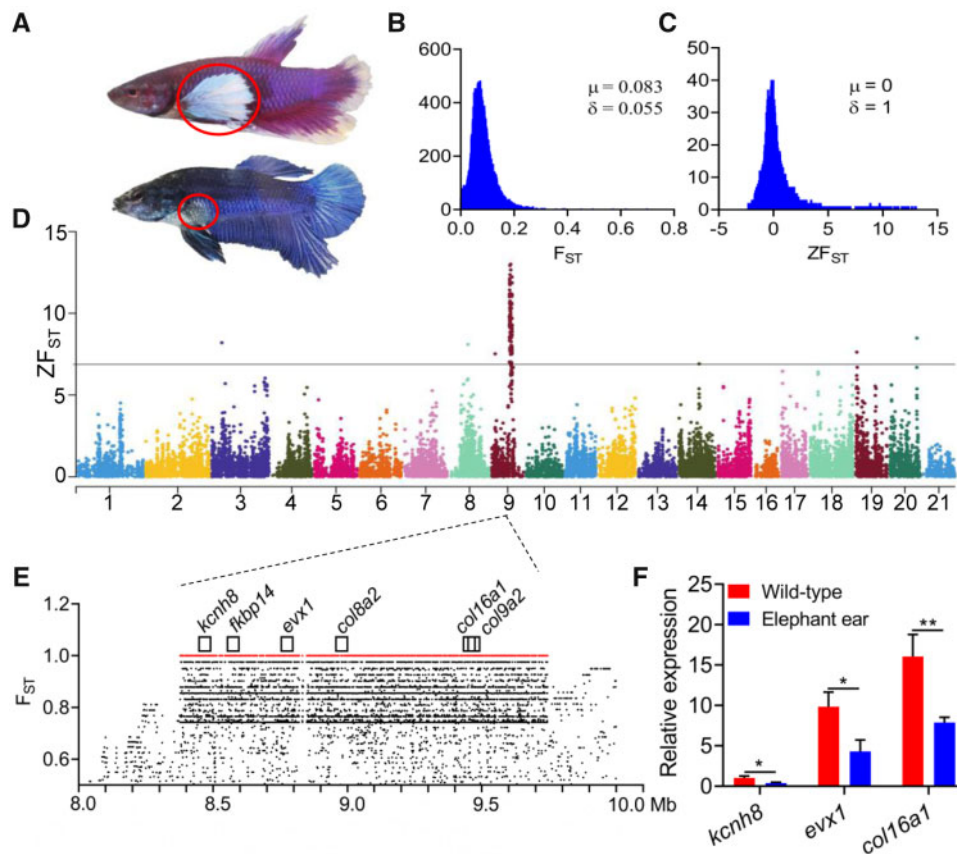 A
B
600
400
200
0
0.0 0.2 0.4 0.6 0.8
F_ST
μ = 0.083
δ = 0.055
C
50
40
30
20
10
0
-5 0 5 10 15
ZF_ST
μ = 0
δ = 1
D
15
10
5
0
ZF_ST
1 2 3 4 5 6 7 8 9 10 11 12 13 14 15 16 17 18 19 20 21
E
kcnh8 fkbp14 evx1 col8a2 col16a1 col9a2
1.2
1.0
0.8
0.6
F_ST
8.0 8.5 9.0 9.5 10.0 Mb
F
25
20
15
10
5
0
Relative expression
Wild-type
Elephant ear
* * **
kcnh8 evx1 col16a1